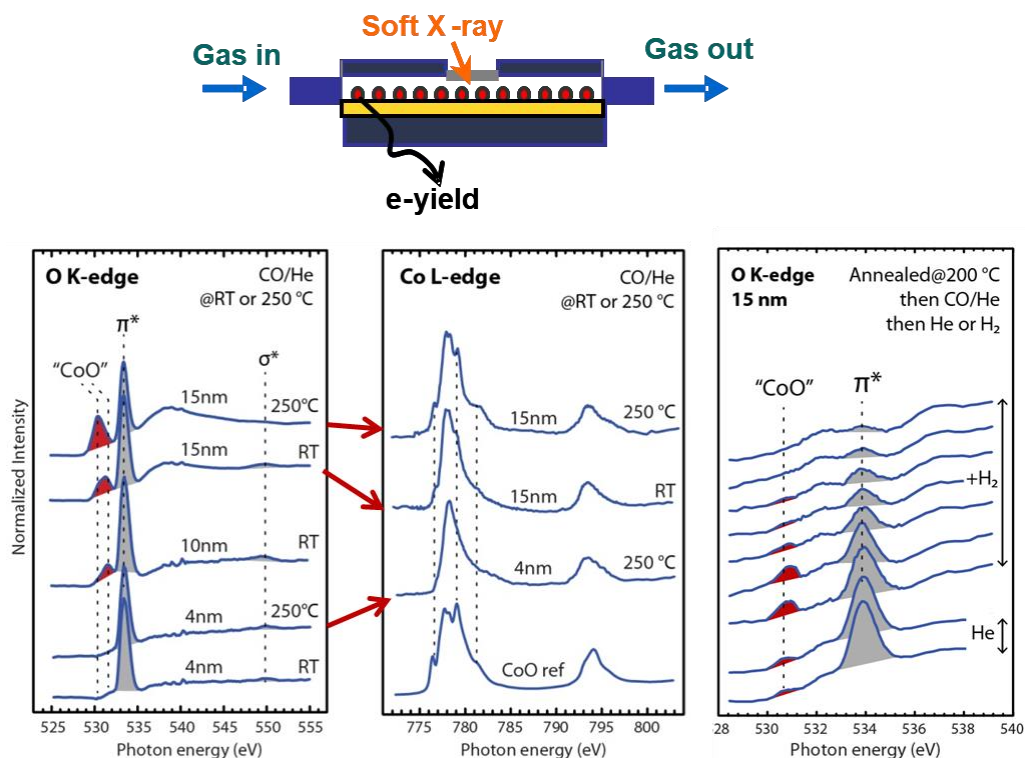 Soft X-ray
Gas in
Gas out
e-yield
O K-edge
CO/He
@RT or 250 °C
π*
"CoO"
σ*
15nm
250°C
15nm
RT
10nm
RT
4nm
250°C
4nm
RT
Normalized Intensity
525 530 535 540 545 550 555
Photon energy (eV)
Co L-edge
CO/He
@RT or 250 °C
15nm
250 °C
15nm
RT
4nm
250 °C
CoO ref
775 780 785 790 795 800
Photon energy (eV)
O K-edge
15 nm
Annealed@200 °C
then CO/He
then He or H₂
"CoO"
π*
+H₂
He
28 530 532 534 536 538 540
Photon energy (eV)